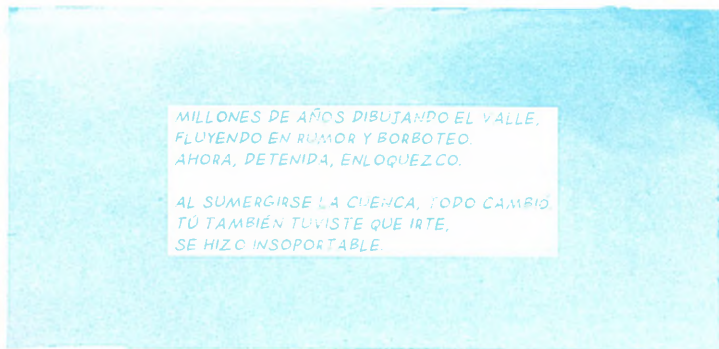 MILLONES DE AÑOS DIBUJANDO EL VALLE,
FLUYENDO EN RUMOR Y BORBOTEO.
AHORA, DETENIDA, ENLOQUEZCO.

AL SUMERGIRSE LA CUENCA, TODO CAMBIÓ.
TÚ TAMBIÉN TUVISTE QUE IRTE,
SE HIZO INSOPORTABLE.